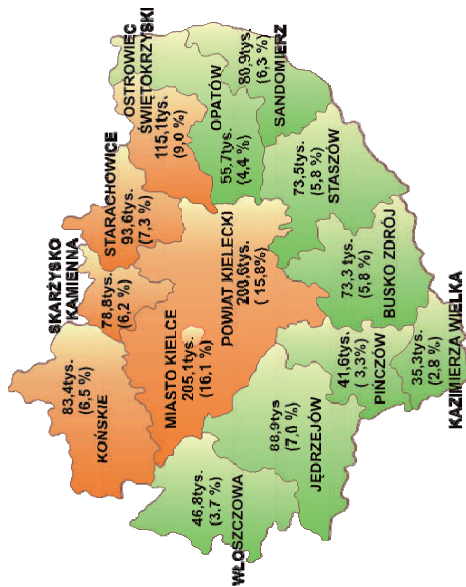 KOŃSKIE
83.4tys.
(6,5 %)
SKARŻYSKO
KAMIENNA
78,8tys.
(6,2 %)
STARACHOWICE
93,6tys.
(7,3 %)
OSTROWIEC
ŚWIĘTOKRZYSKI
115,1tys.
(9,0 %)
WŁOSZCZOWA
46,8tys.
(3.7 %)
MIASTO KIELCE
205,1tys.
(16,1 %)
POWIAT KIELECKI
200,6tys.
( 15,8%)
OPATÓW
55,7tys.
(4,4 %)
80,9tys.
(6,3 %)
SANDOMIERZ
88,9tys
(7,0 %)
JĘDRZEJÓW
41,6tys.
( 3,3%)
PIŃCZÓW
73,3 tys.
(5,8 %)
BUSKO ZDRÓJ
73,5tys.
(5,8 %)
STASZÓW
35,3tys.
(2,8 %)
KAZIMIERZA WIELKA